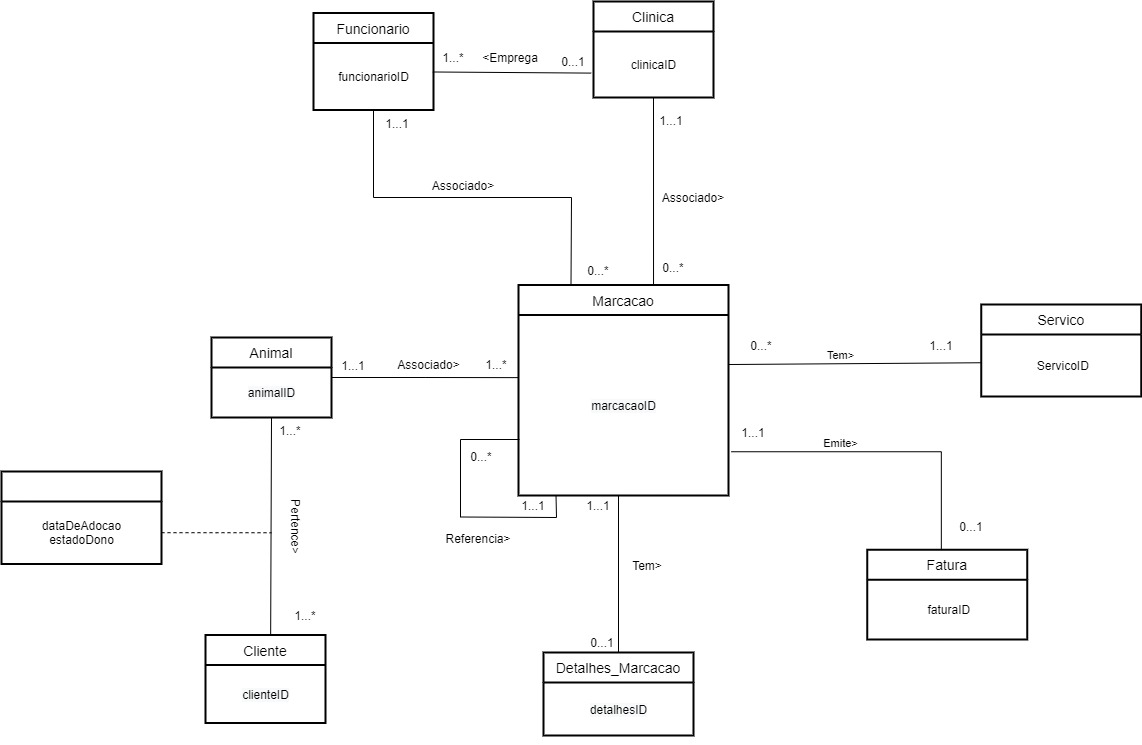 Clinica
clinicaID
Funcionario
funcionarioID
1...*
<Emprega
0...1
1...1
1...1
Associado>
Associado>
0...*
0...*
Marcacao
marcacaoID
Servico
ServicoID
0...*
Tem>
1...1
Animal
animalID
1...1
Associado>
1...*
1...*
0...*
1...1
Referencia>
1...1
Emite>
0...1
Fatura
faturaID
dataDeAdocao
estadoDono
Pertence>
1...*
1...1
Tem>
0...1
Cliente
clienteID
Detalhes_Marcacao
detalhesID